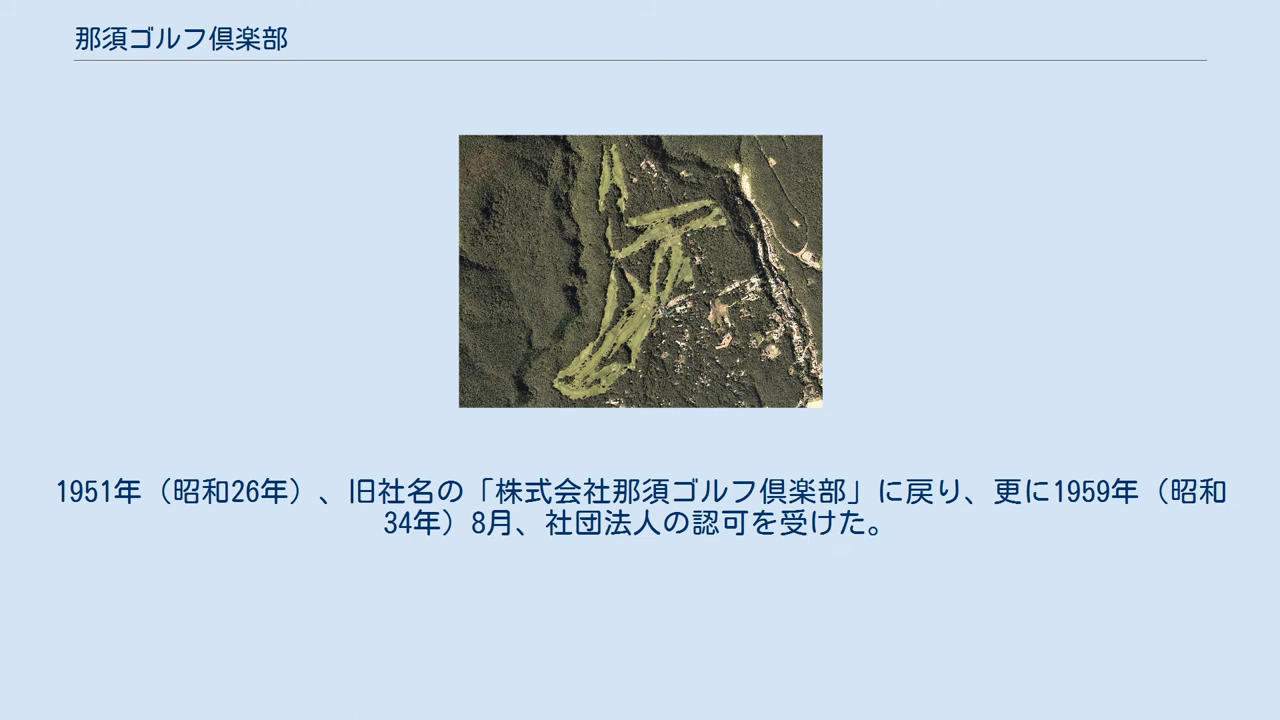 那須ゴルフ倶楽部
1951年（昭和26年）、旧社名の「株式会社那須ゴルフ倶楽部」に戻り、更に1959年（昭和
34年）8月、社団法人の認可を受けた。